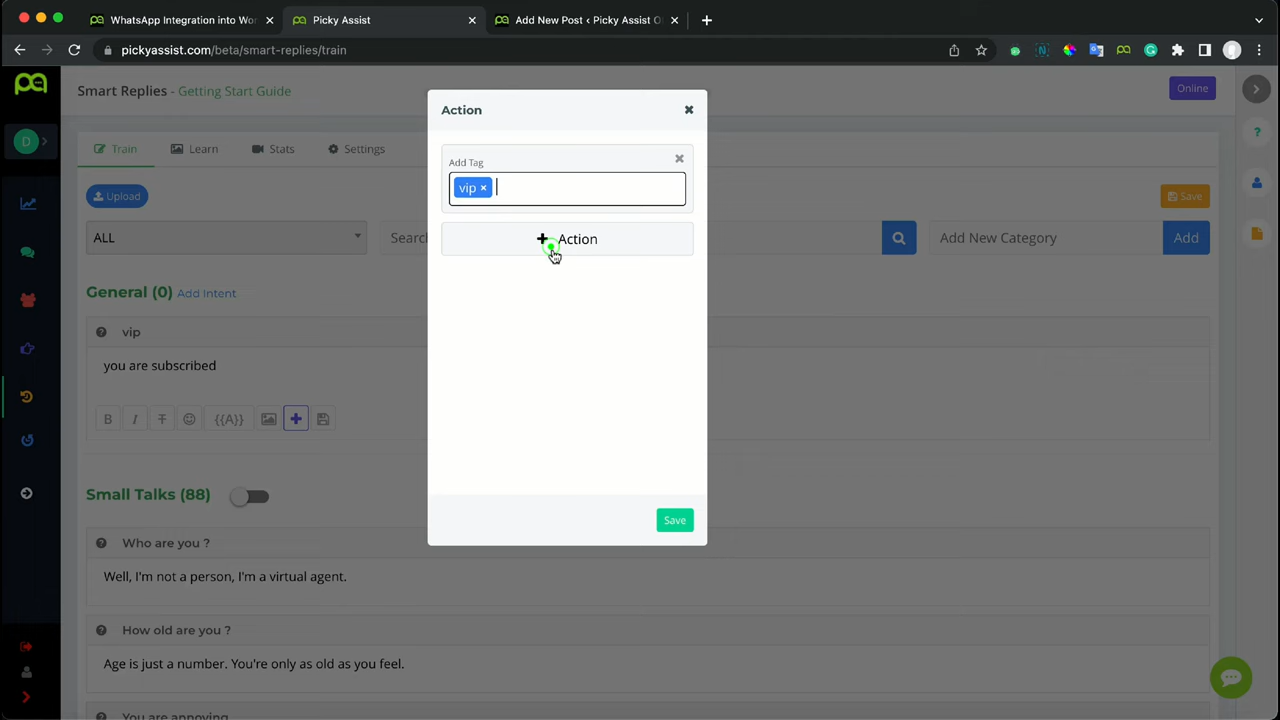 WhatsApp Integration into Wor
Picky Assist
Add New Post ‹ Picky Assist O
pickyassist.com/beta/smart-replies/train
Smart Replies - Getting Start Guide
Online
D
Train
Learn
Stats
Settings
Upload
Save
ALL
Search
Add New Category
Add
General (0) Add Intent
vip
you are subscribed
B I T {{A}}
Small Talks (88)
Who are you ?
Well, I'm not a person, I'm a virtual agent.
How old are you ?
Age is just a number. You're only as old as you feel.
You are annoying
Action
Add Tag
vip ×
+ Action
Save